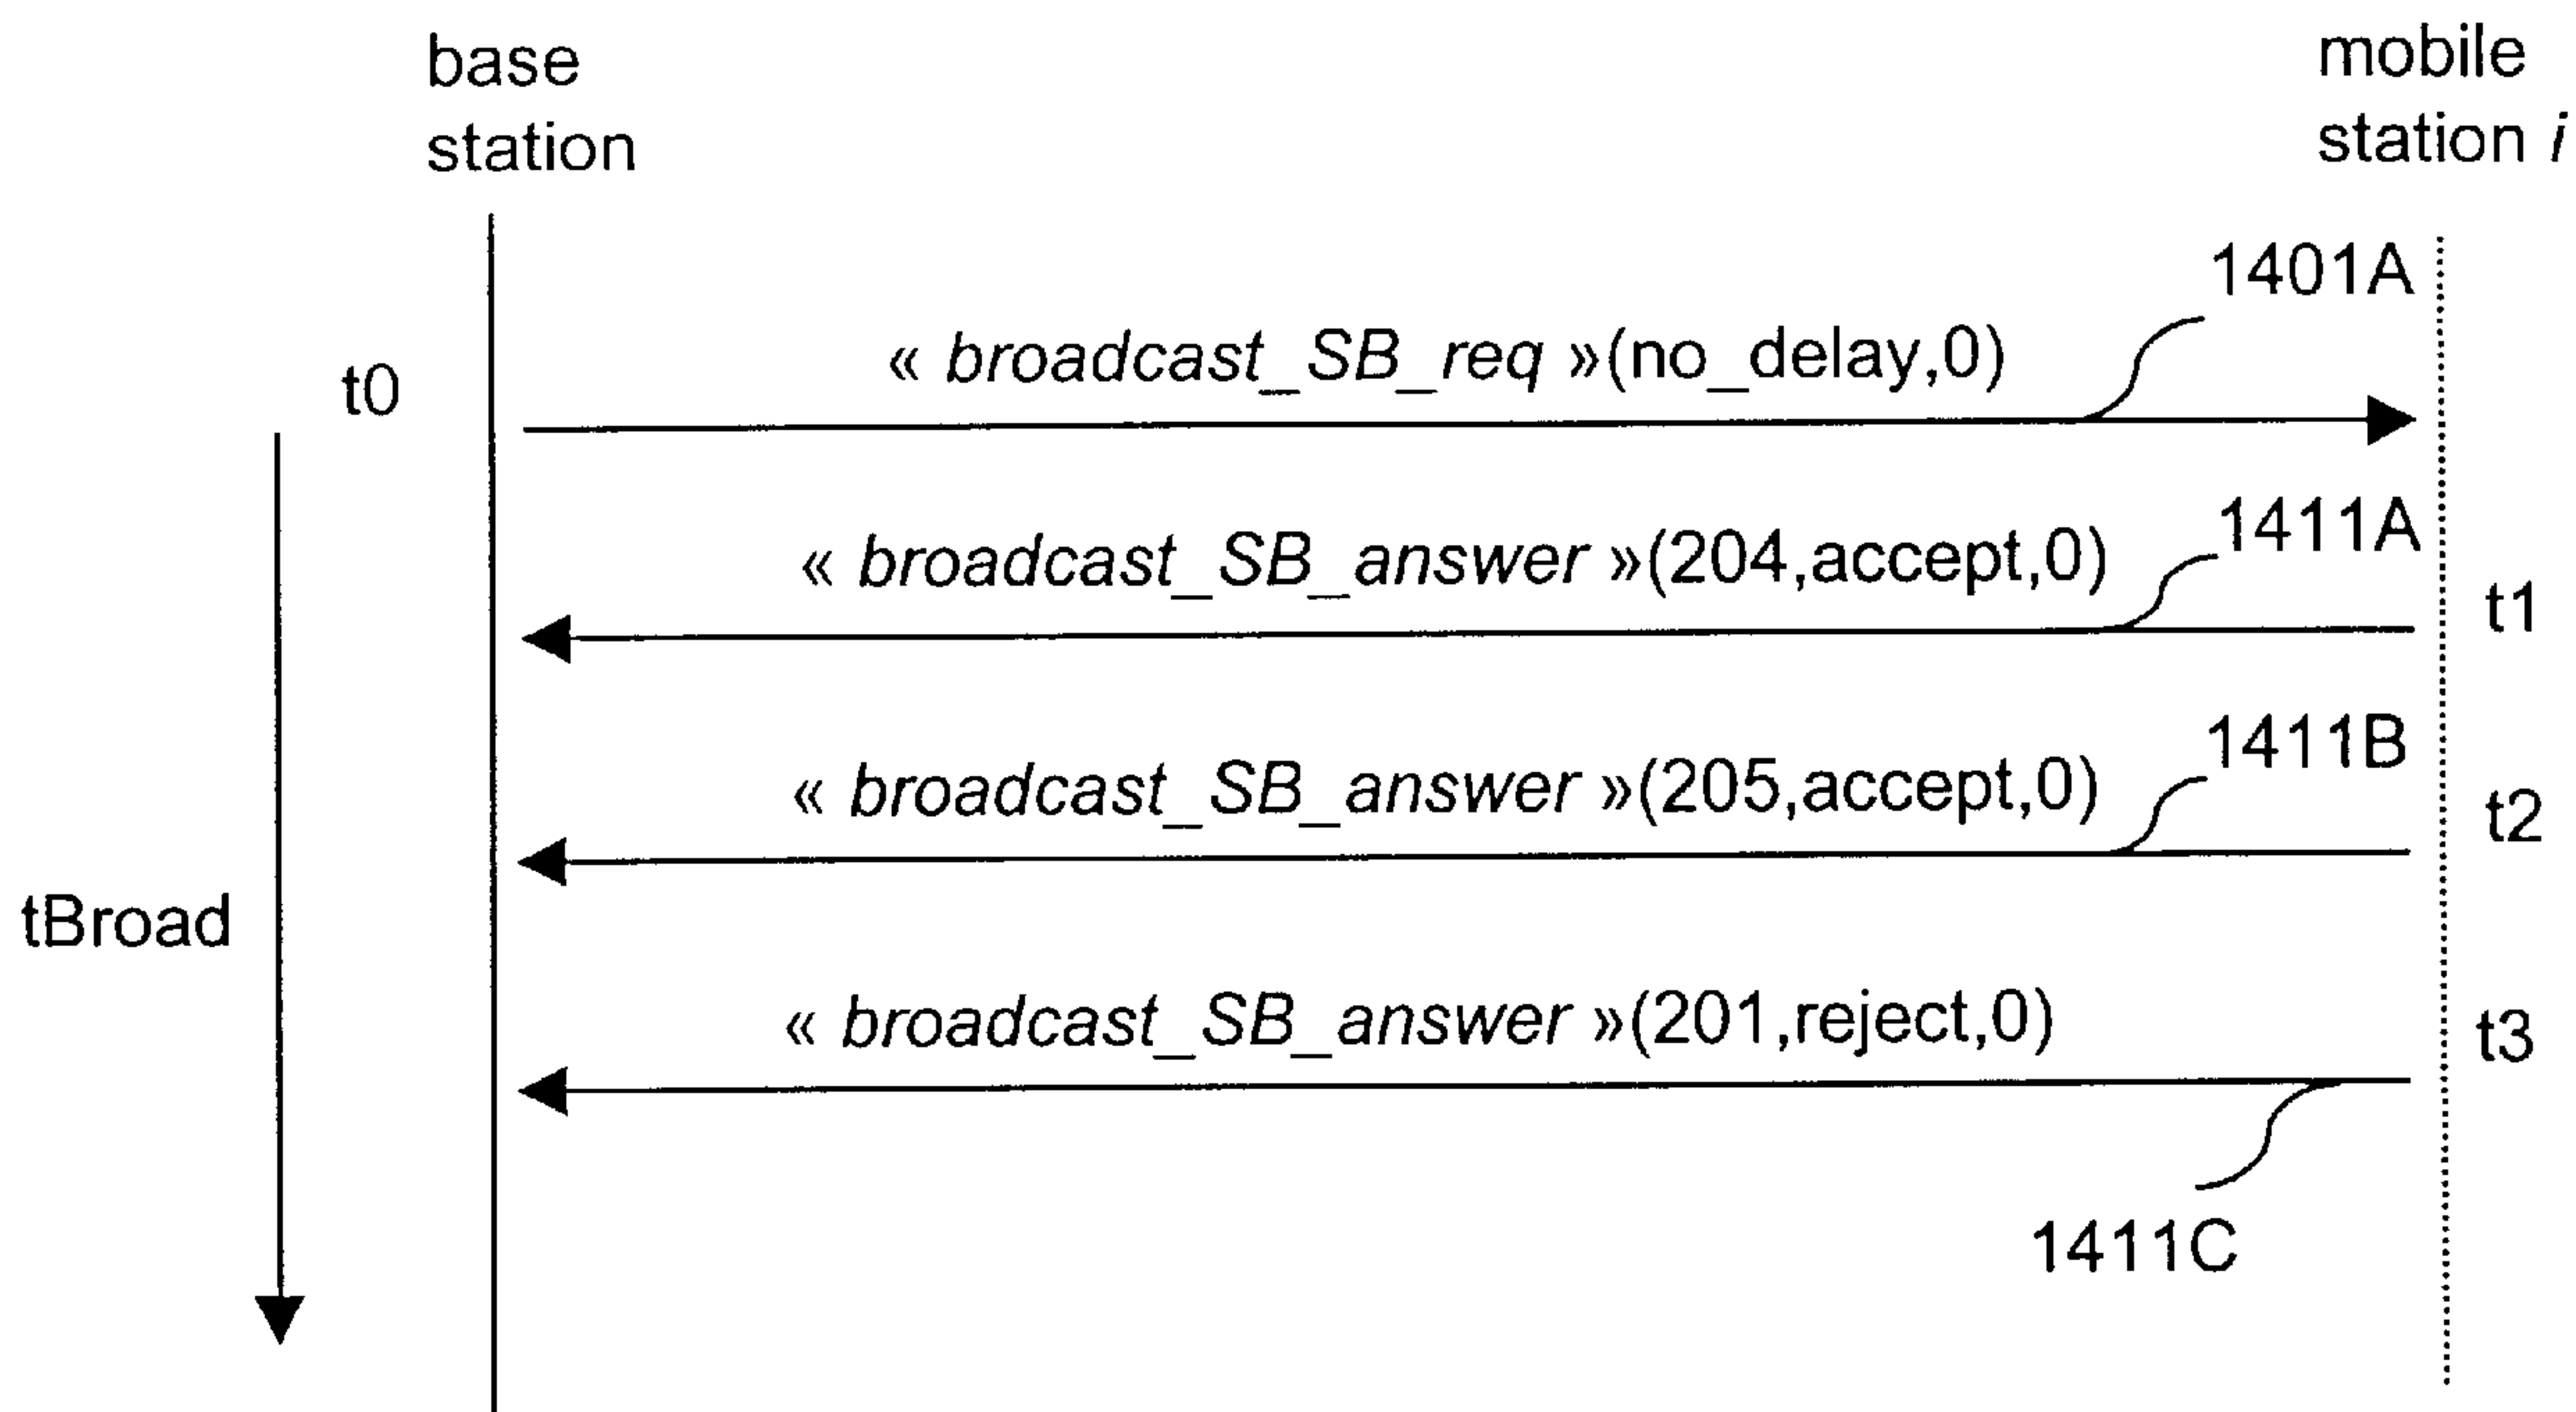 base
station
mobile
station i
1401A
« broadcast_SB_req »(no_delay,0)
t0
1411A
« broadcast_SB_answer »(204,accept,0)
t1
1411B
« broadcast_SB_answer »(205,accept,0)
t2
tBroad
« broadcast_SB_answer »(201,reject,0)
t3
1411C